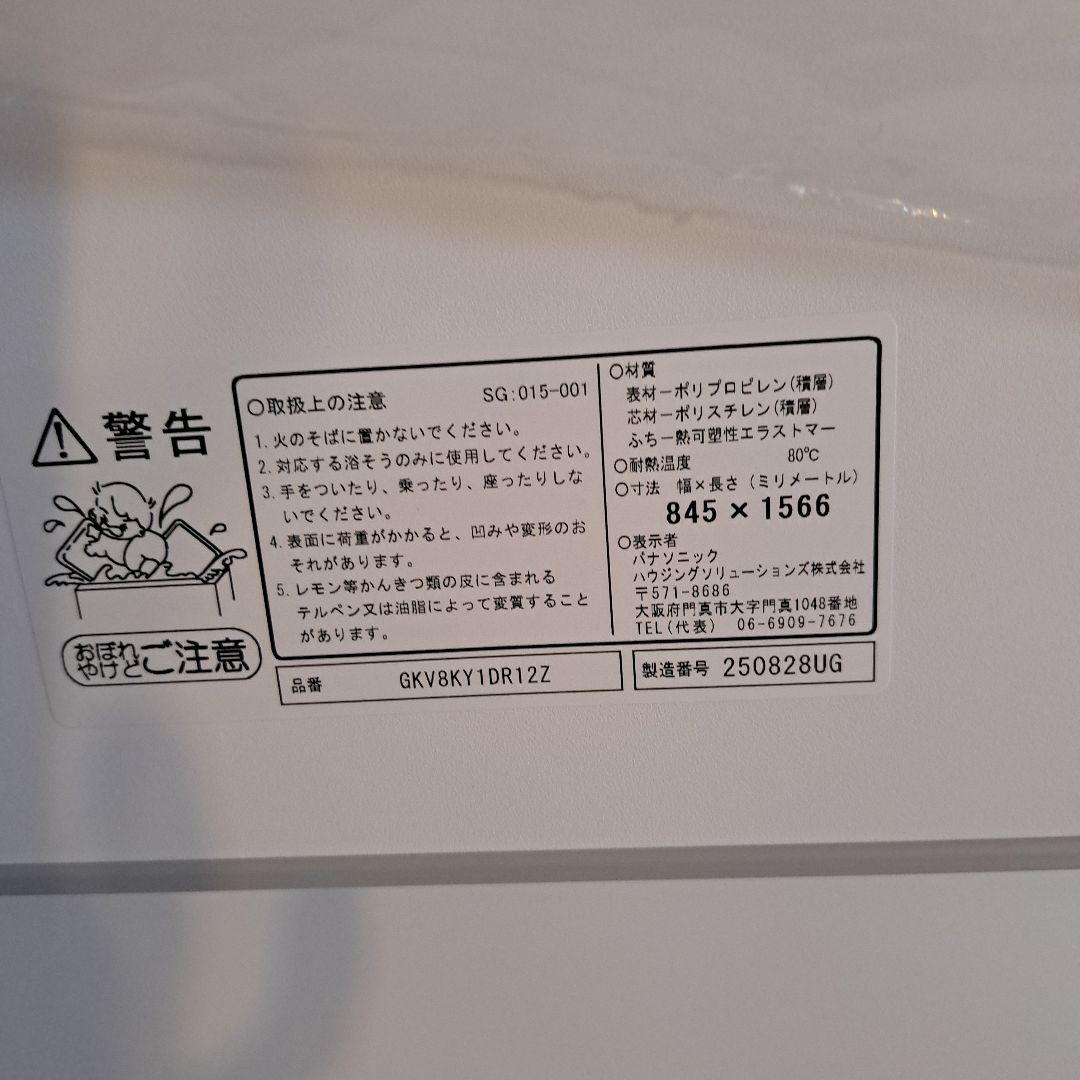 警告
おぼれ
やけど
ご注意
○取扱上の注意 SG:015-001
1. 火のそばに置かないでください。
2. 対応する浴そうのみに使用してください。
3. 手をついたり、乗ったり、座ったりしな
いでください。
4. 表面に荷重がかかると、凹みや変形のお
それがあります。
5. レモン等かんきつ類の皮に含まれる
テルペン又は油脂によって変質すること
があります。
○材質
表材ーポリプロピレン(積層)
芯材ーポリスチレン(積層)
ふちー熱可塑性エラストマー
○耐熱温度 80℃
○寸法 幅×長さ(ミリメートル)
845 × 1566
○表示者
パナソニック
ハウジングソリューションズ株式会社
〒571-8686
大阪府門真市大字門真1048番地
TEL(代表) 06-6909-7676
品番 GKV8KY1DR12Z
製造番号 250828UG